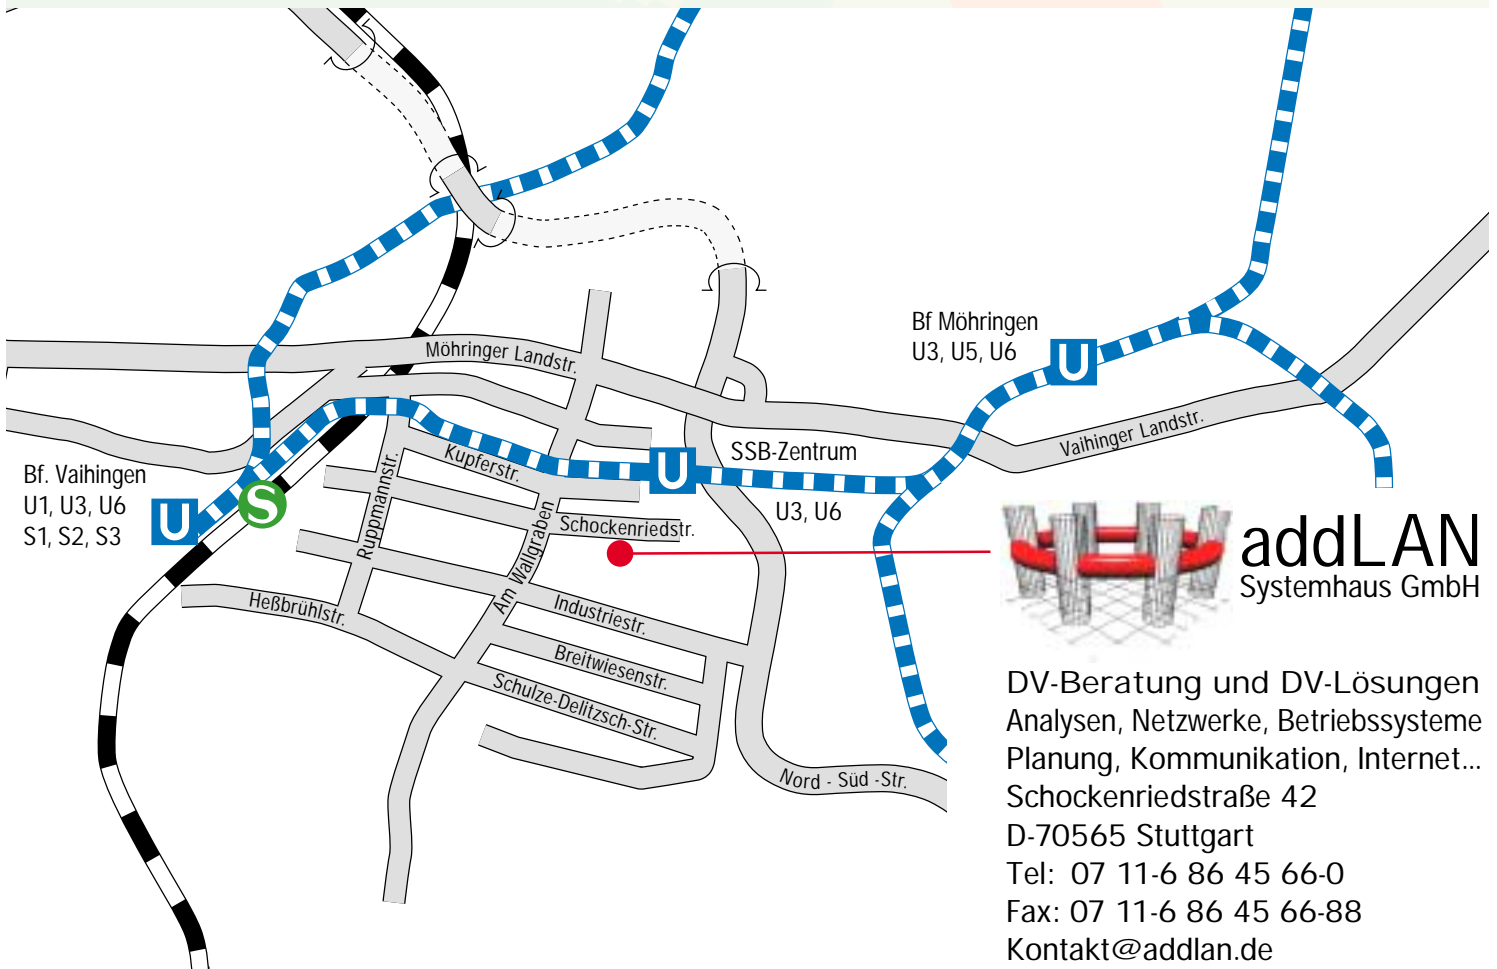 Bf Möhringen
U3, U5, U6
U
Möhringer Landstr.
Vaihinger Landstr.
SSB-Zentrum
U
U3, U6
Bf. Vaihingen
U1, U3, U6
S1, S2, S3
U
S
Kupferstr.
Ruppmannstr.
Schockenriedstr.
Am Wallgraben
Heßbrühlstr.
Industriestr.
Breitwiesenstr.
Schulze-Delitzsch-Str.
Nord - Süd -Str.
addLAN
Systemhaus GmbH
DV-Beratung und DV-Lösungen
Analysen, Netzwerke, Betriebssysteme
Planung, Kommunikation, Internet...
Schockenriedstraße 42
D-70565 Stuttgart
Tel: 07 11-6 86 45 66-0
Fax: 07 11-6 86 45 66-88
Kontakt@addlan.de